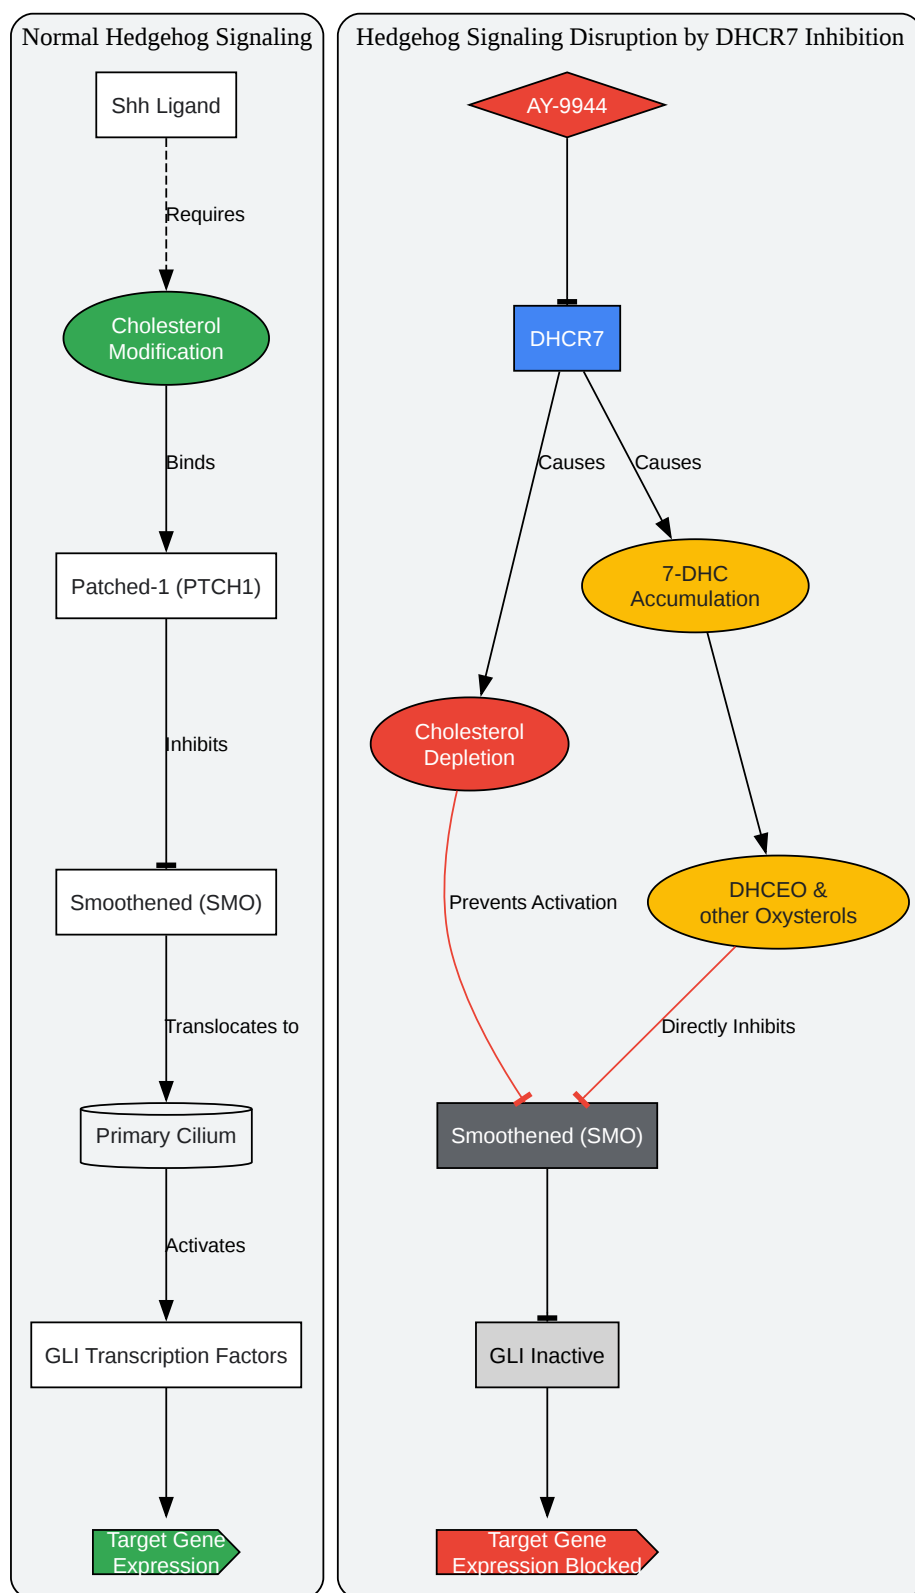 Normal Hedgehog Signaling
Shh Ligand
Requires
Cholesterol
Modification
Binds
Patched-1 (PTCH1)
Inhibits
Smoothened (SMO)
Translocates to
Primary Cilium
Activates
GLI Transcription Factors
Target Gene
Expression
Hedgehog Signaling Disruption by DHCR7 Inhibition
AY-9944
DHCR7
Causes
Causes
7-DHC
Accumulation
Cholesterol
Depletion
DHCEO &
other Oxysterols
Prevents Activation
Directly Inhibits
Smoothened (SMO)
GLI Inactive
Target Gene
Expression Blocked